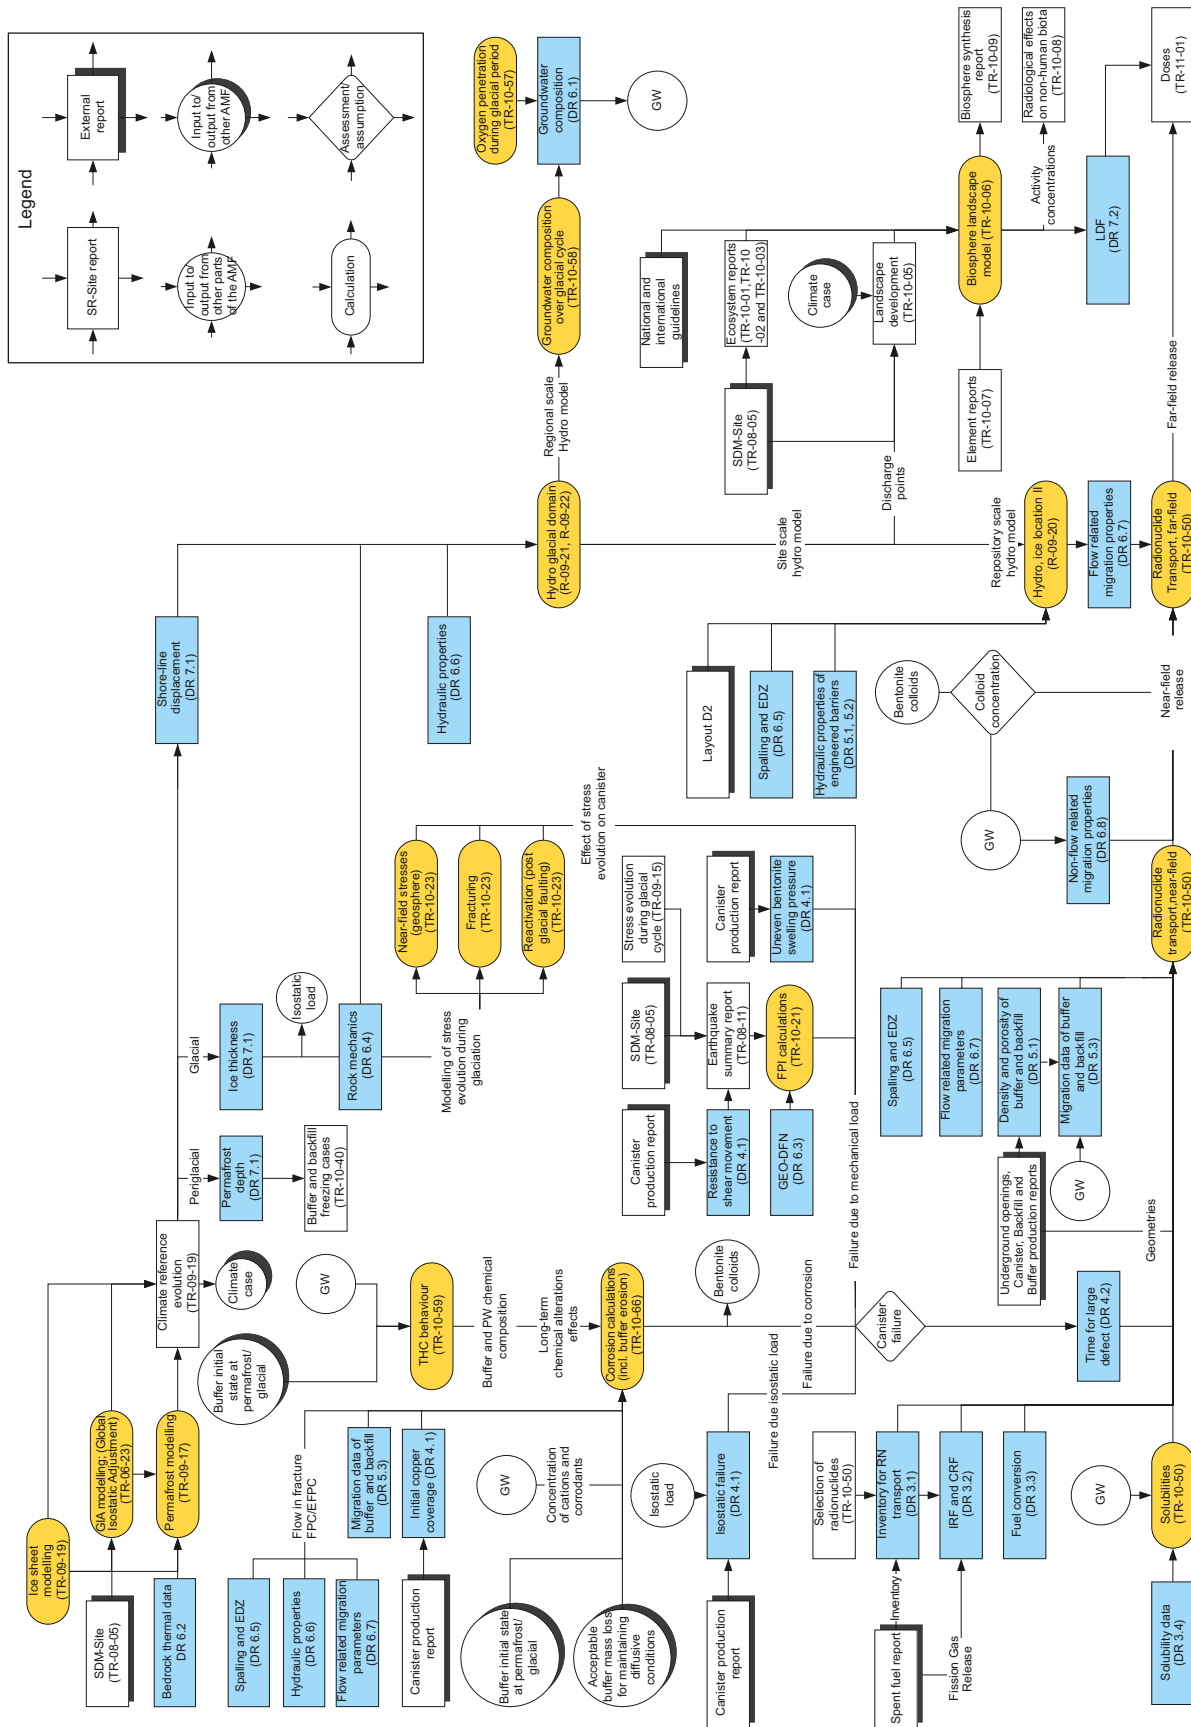 Ice sheet
modelling
(TR-09-19)
SDM-Site
(TR-08-05)
Bedrock thermal data
DR 6.2
GIA modelling; (Global
Isostatic Adjustment)
(TR-06-23)
Permafrost modelling
(TR-09-17)
Climate reference
evolution
(TR-09-19)
Climate
case
Periglacial
Permafrost
depth
(DR 7.1)
Buffer and backfill
freezing cases
(TR-10-40)
Glacial
Ice thickness
(DR 7.1)
Isostatic
load
Rock mechanics
(DR 6.4)
Modelling of stress
evolution during
glaciation
Near-field stresses
(geosphere)
(TR-10-23)
Fracturing
(TR-10-23)
Reactivation (post
glacial faulting)
(TR-10-23)
Effect of stress
evolution on canister
Shore-line
displacement
(DR 7.1)
Hydraulic properties
(DR 6.6)
Hydro glacial domain
(R-09-21, R-09-22)
Regional scale
Hydro model
Groundwater composition
over glacial cycle
(TR-10-58)
Oxygen penetration
during glacial period
(TR-10-57)
Groundwater
composition
(DR 6.1)
GW
Legend
SR-Site report
External
report
Input to/
output from
other parts
of the AMF
Input to/
output from
other AMF
Calculation
Assessment/
assumption
Buffer initial
state at
permafrost/
glacial
GW
THC behaviour
(TR-10-59)
Buffer and PW chemical
composition
Long-term
chemical alterations
effects
Spalling and EDZ
(DR 6.5)
Hydraulic properties
(DR 6.6)
Flow related migration
parameters
(DR 6.7)
Flow in fracture
FPC/EFPC
Migration data of
buffer and backfill
(DR 5.3)
Canister production
report
Initial copper
coverage (DR 4.1)
GW
Concentration
of cations and
corrodants
Buffer initial state
at permafrost/
glacial
Acceptable
buffer mass loss
for maintaining
diffusive
conditions
Corrosion calculations
(incl. buffer erosion)
(TR-10-66)
Bentonite
colloids
Failure due to corrosion
Canister production
report
Resistance to
shear movement
(DR 4.1)
GEO-DFN
(DR 6.3)
SDM-Site
(TR-08-05)
Stress evolution
during glacial
cycle (TR-09-15)
Earthquake
summary report
(TR-08-11)
FPI calculations
(TR-10-21)
Canister
production report
Uneven bentonite
swelling pressure
(DR 4.1)
Failure due to mechanical load
Isostatic
load
Canister production
report
Isostatic failure
(DR 4.1)
Failure due isostatic load
Canister
failure
Time for large
defect (DR 4.2)
Layout D2
Spalling and EDZ
(DR 6.5)
Hydraulic properties of
engineered barriers
(DR 5.1, 5.2)
Site scale
hydro model
Discharge
points
Repository scale
hydro model
Hydro, ice location II
(R-09-20)
Flow related
migration properties
(DR 6.7)
National and
international
guidelines
SDM-Site
(TR-08-05)
Ecosystem reports
(TR-10-01,TR-10
-02 and TR-10-03)
Climate
case
Landscape
development
(TR-10-05)
Element reports
(TR-10-07)
Biosphere landscape
model (TR-10-06)
Biosphere synthesis
report
(TR-10-09)
Activity
concentrations
Radiological effects
on non-human biota
(TR-10-08)
LDF
(DR 7.2)
Doses
(TR-11-01)
Far-field release
Radionuclide
Transport, far-field
(TR-10-50)
Near-field
release
Bentonite
colloids
Colloid
concentration
GW
Non-flow related
migration properties
(DR 6.8)
Radionuclide
transport,near-field
(TR-10-50)
Spalling and EDZ
(DR 6.5)
Flow related migration
parameters
(DR 6.7)
Density and porosity of
buffer and backfill
(DR 5.1)
Migration data of buffer
and backfill
(DR 5.3)
GW
Underground openings,
Canister, Backfill and
Buffer production reports
Geometries
Selection of
radionuclides
(TR-10-50)
Spent fuel report
Inventory
Fission Gas
Release
Inventory for RN
transport
(DR 3.1)
IRF and CRF
(DR 3.2)
Fuel conversion
(DR 3.3)
GW
Solubility data
(DR 3.4)
Solubilities
(TR-10-50)